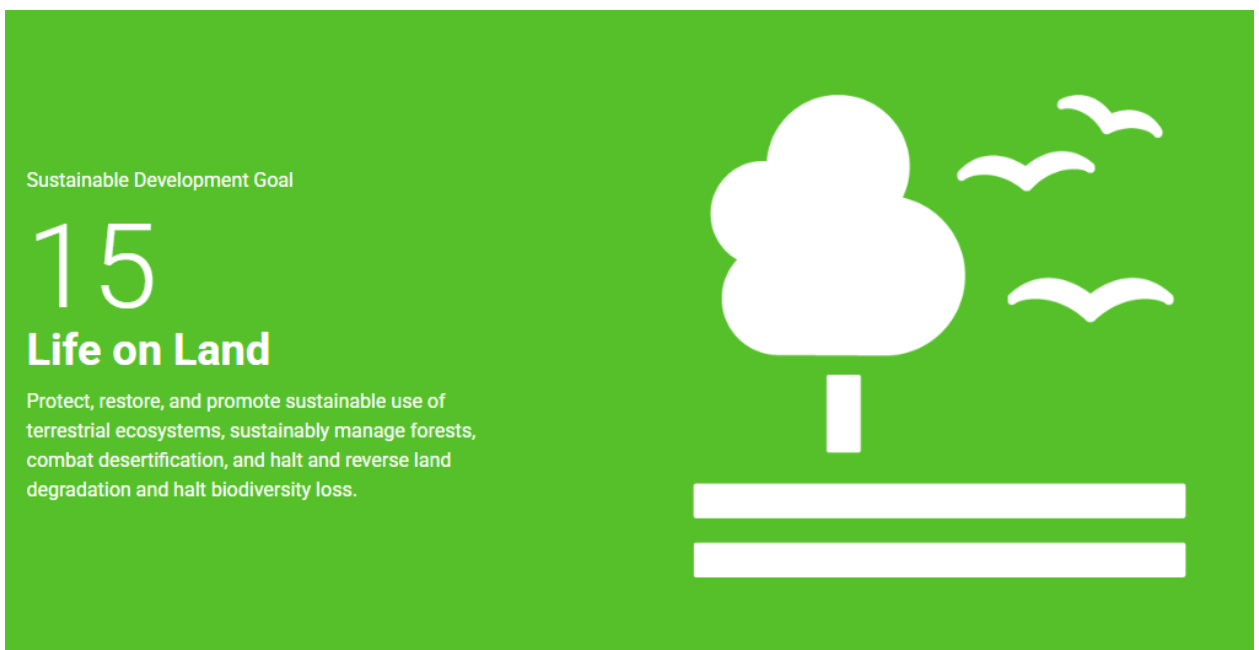 Sustainable Development Goal
15
Life on Land
Protect, restore, and promote sustainable use of
terrestrial ecosystems, sustainably manage forests,
combat desertification, and halt and reverse land
degradation and halt biodiversity loss.